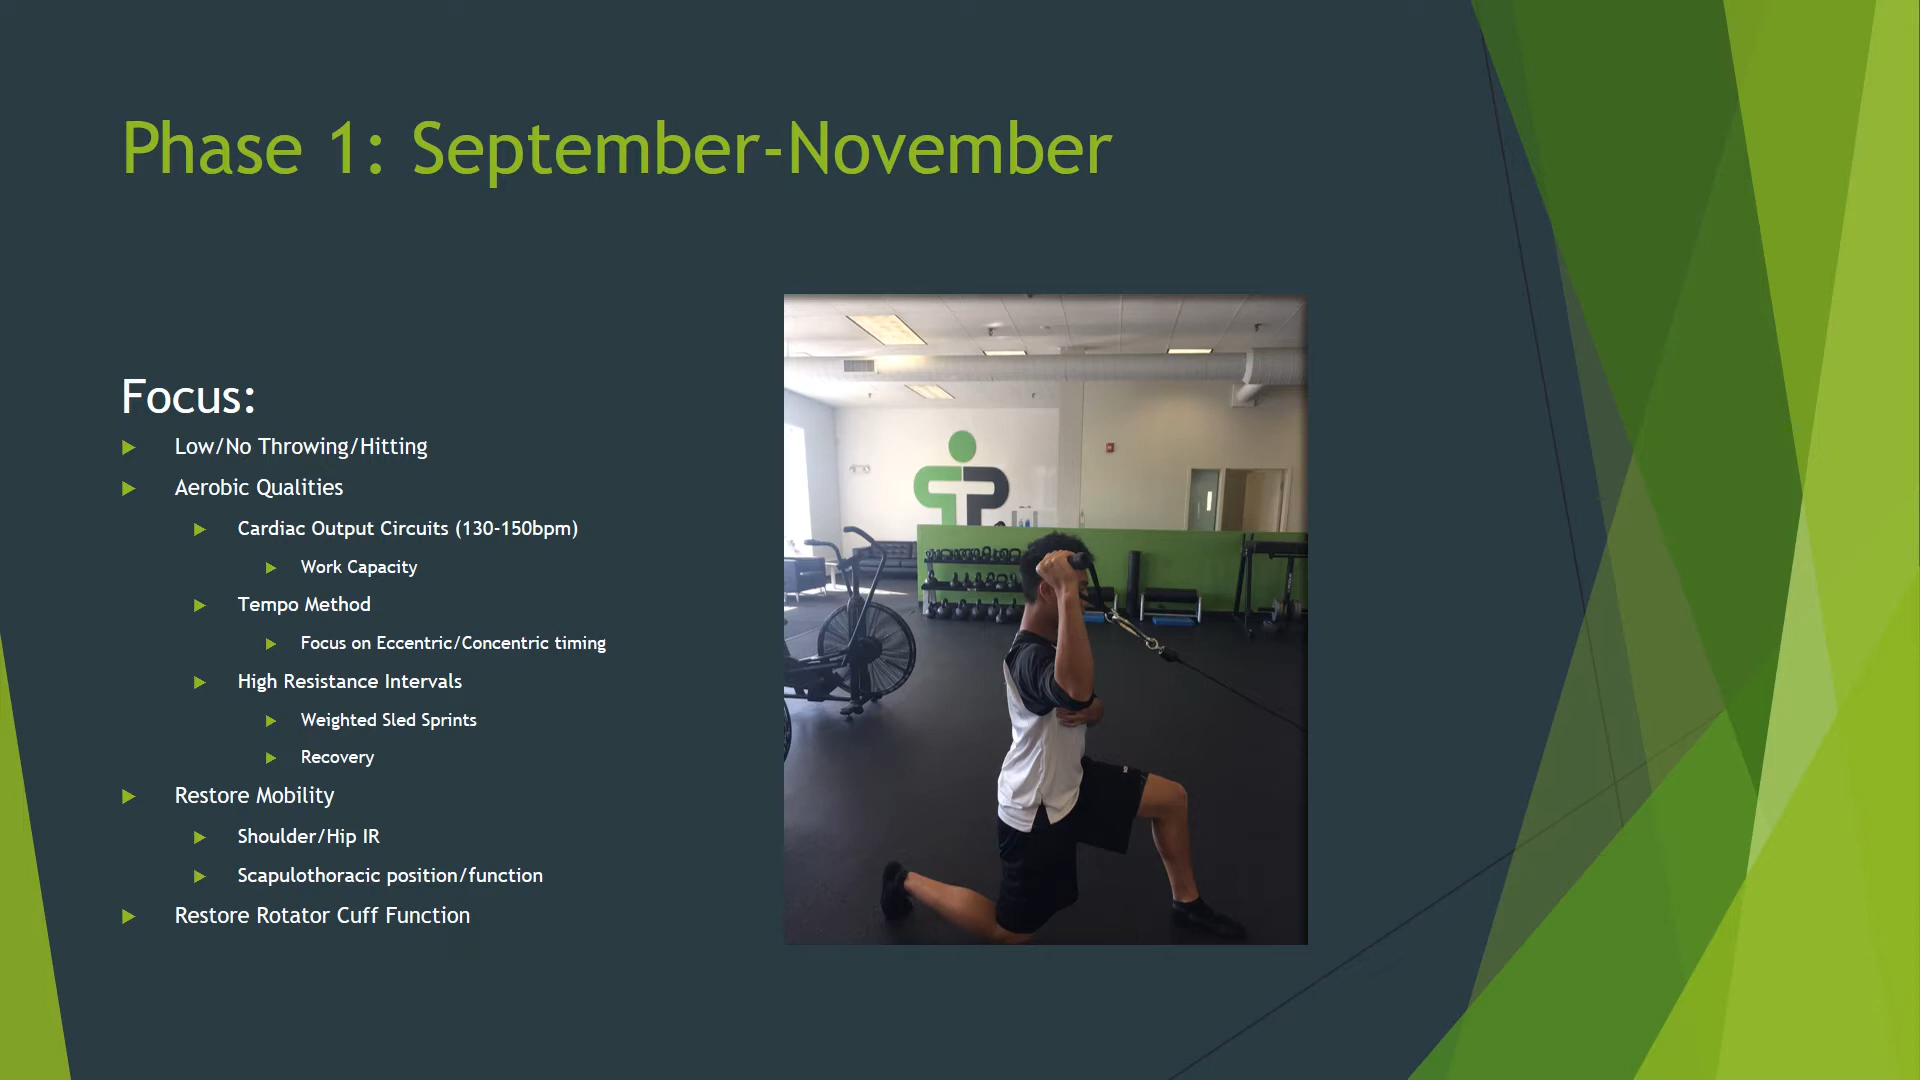 Phase 1: September-November
Focus:
Low/No Throwing/Hitting
Aerobic Qualities
Cardiac Output Circuits (130-150bpm)
Work Capacity
Tempo Method
Focus on Eccentric/Concentric timing
High Resistance Intervals
Weighted Sled Sprints
Recovery
Restore Mobility
Shoulder/Hip IR
Scapulothoracic position/function
Restore Rotator Cuff Function